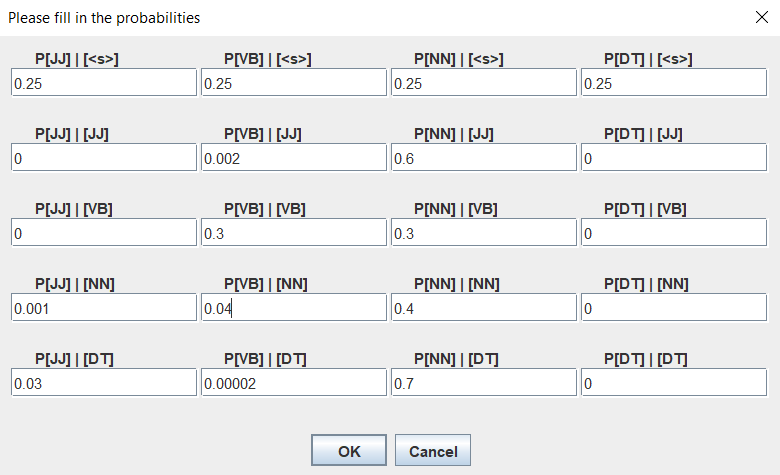 Please fill in the probabilities
P[JJ] | [<s>] P[VB] | [<s>] P[NN] | [<s>] P[DT] | [<s>]
0.25 0.25 0.25 0.25
P[JJ] | [JJ] P[VB] | [JJ] P[NN] | [JJ] P[DT] | [JJ]
0 0.002 0.6 0
P[JJ] | [VB] P[VB] | [VB] P[NN] | [VB] P[DT] | [VB]
0 0.3 0.3 0
P[JJ] | [NN] P[VB] | [NN] P[NN] | [NN] P[DT] | [NN]
0.001 0.04 0.4 0
P[JJ] | [DT] P[VB] | [DT] P[NN] | [DT] P[DT] | [DT]
0.03 0.00002 0.7 0
OK Cancel